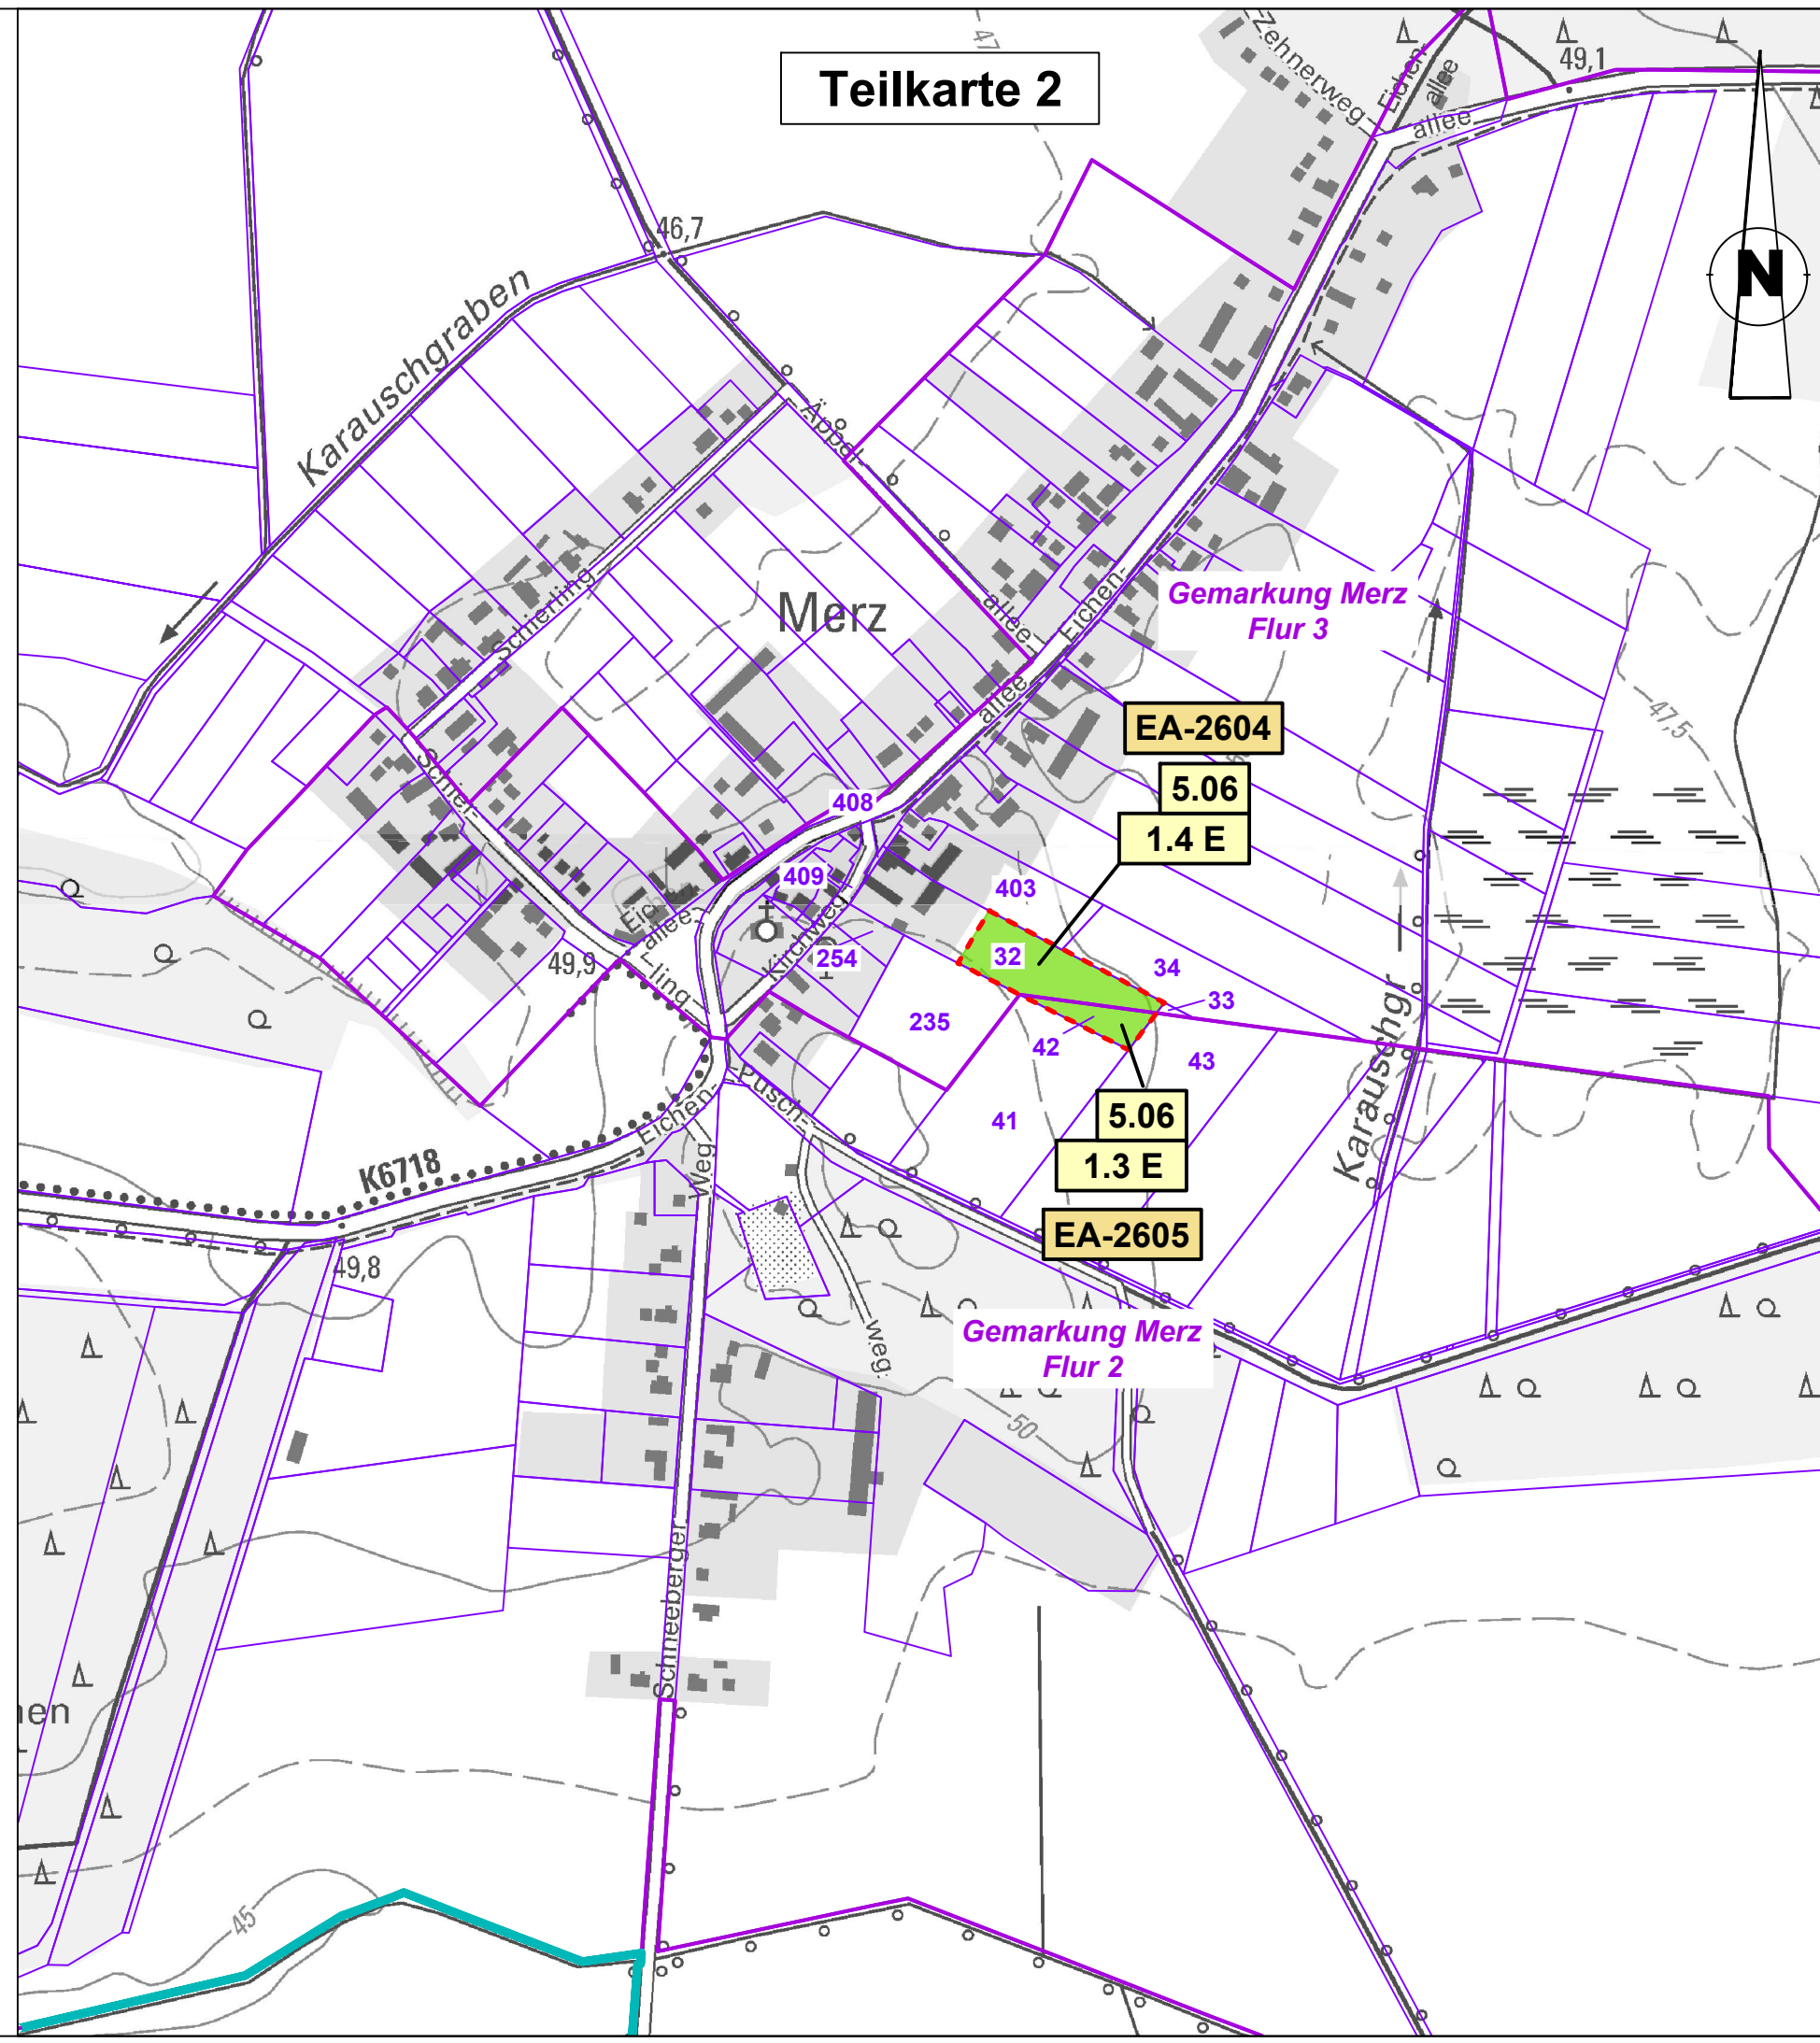 Teilkarte 2
47
Zehnerweg
Eichen-
allee
allee
49,1
N
46,7
Karauschgraben
Äppel-
allee
Schierling
Merz
Eichen-
allee
Gemarkung Merz
Flur 3
47,5
EA-2604
5.06
1.4 E
Schier-
ling
408
409
403
Eichen-
allee
Kirchweg
254
49,9
32
34
33
235
42
43
41
Karauschgr.
5.06
1.3 E
EA-2605
Pusch-
weg
Eichen-
K6718
Weg
49,8
Gemarkung Merz
Flur 2
50
Schneeberger
nen
45